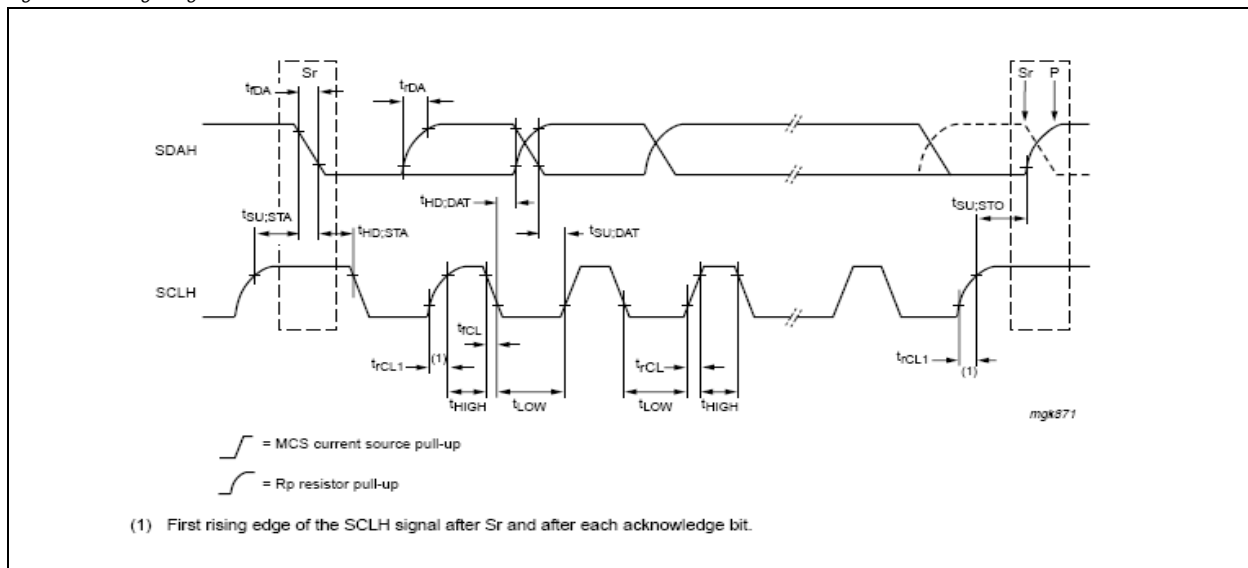 Sr
Sr P
tfDA
trDA
SDAH
tHD;DAT
tSU;STO
tSU;STA
tHD;STA
tSU;DAT
SCLH
tfCL
trCL1
(1)
trCL
trCL1
(1)
tHIGH
tLOW
tLOW
tHIGH
mgk871
= MCS current source pull-up
= Rp resistor pull-up
(1) First rising edge of the SCLH signal after Sr and after each acknowledge bit.